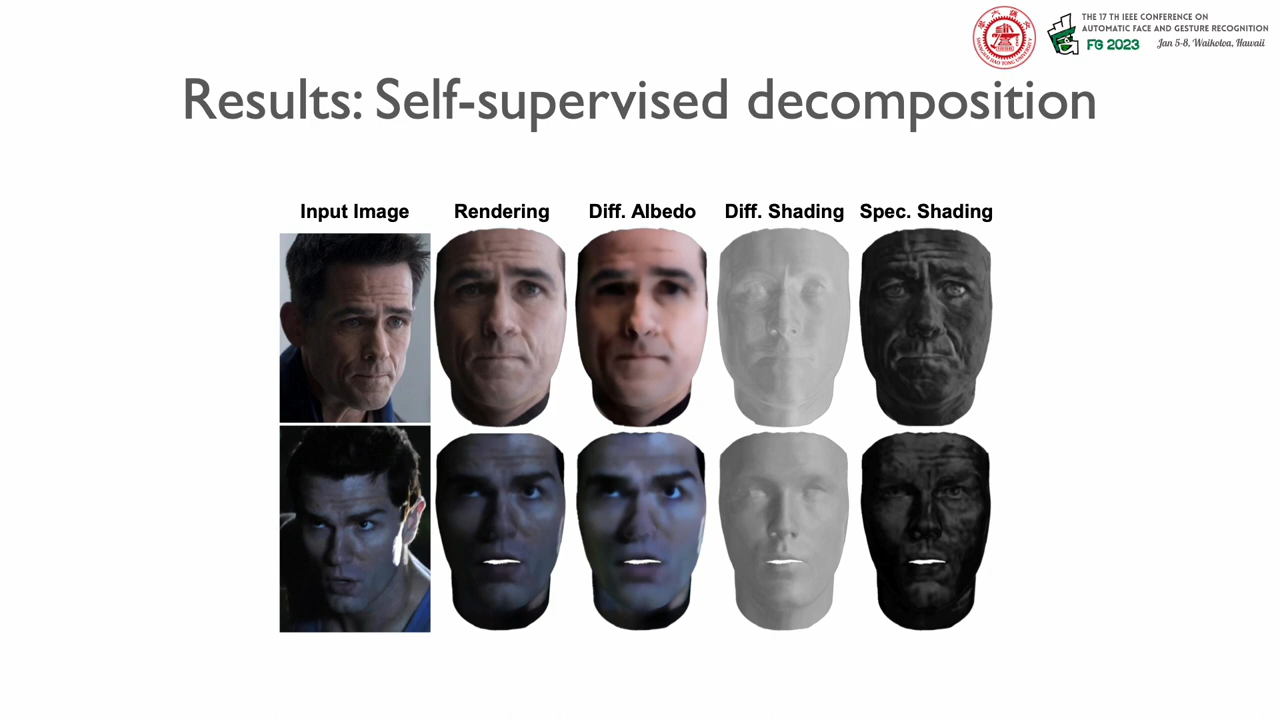 THE 17 TH IEEE CONFERENCE ON
AUTOMATIC FACE AND GESTURE RECOGNITION
FG 2023 Jan 5-8, Waikoloa, Hawaii
Results: Self-supervised decomposition
Input Image Rendering Diff. Albedo Diff. Shading Spec. Shading